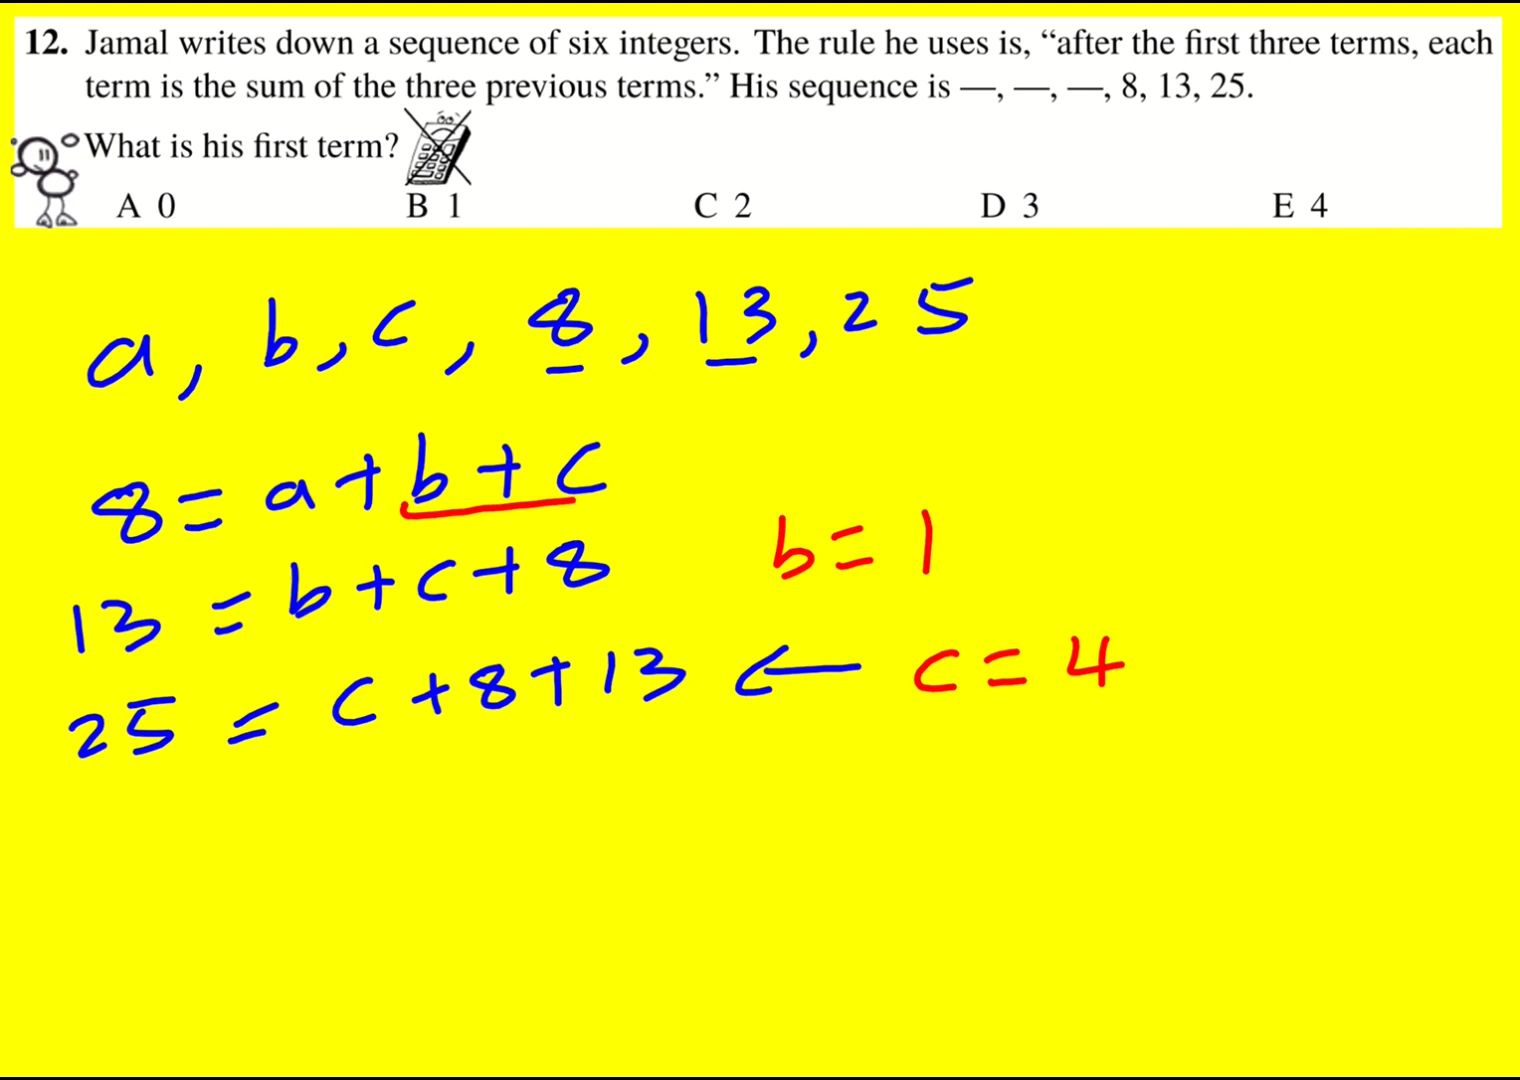 12. Jamal writes down a sequence of six integers. The rule he uses is, “after the first three terms, each
term is the sum of the three previous terms.” His sequence is —, —, —, 8, 13, 25.
What is his first term?
A 0 B 1 C 2 D 3 E 4
a, b, c, 8, 13, 25
8 = a + b + c
13 = b + c + 8
b = 1
25 = c + 8 + 13 ← c = 4